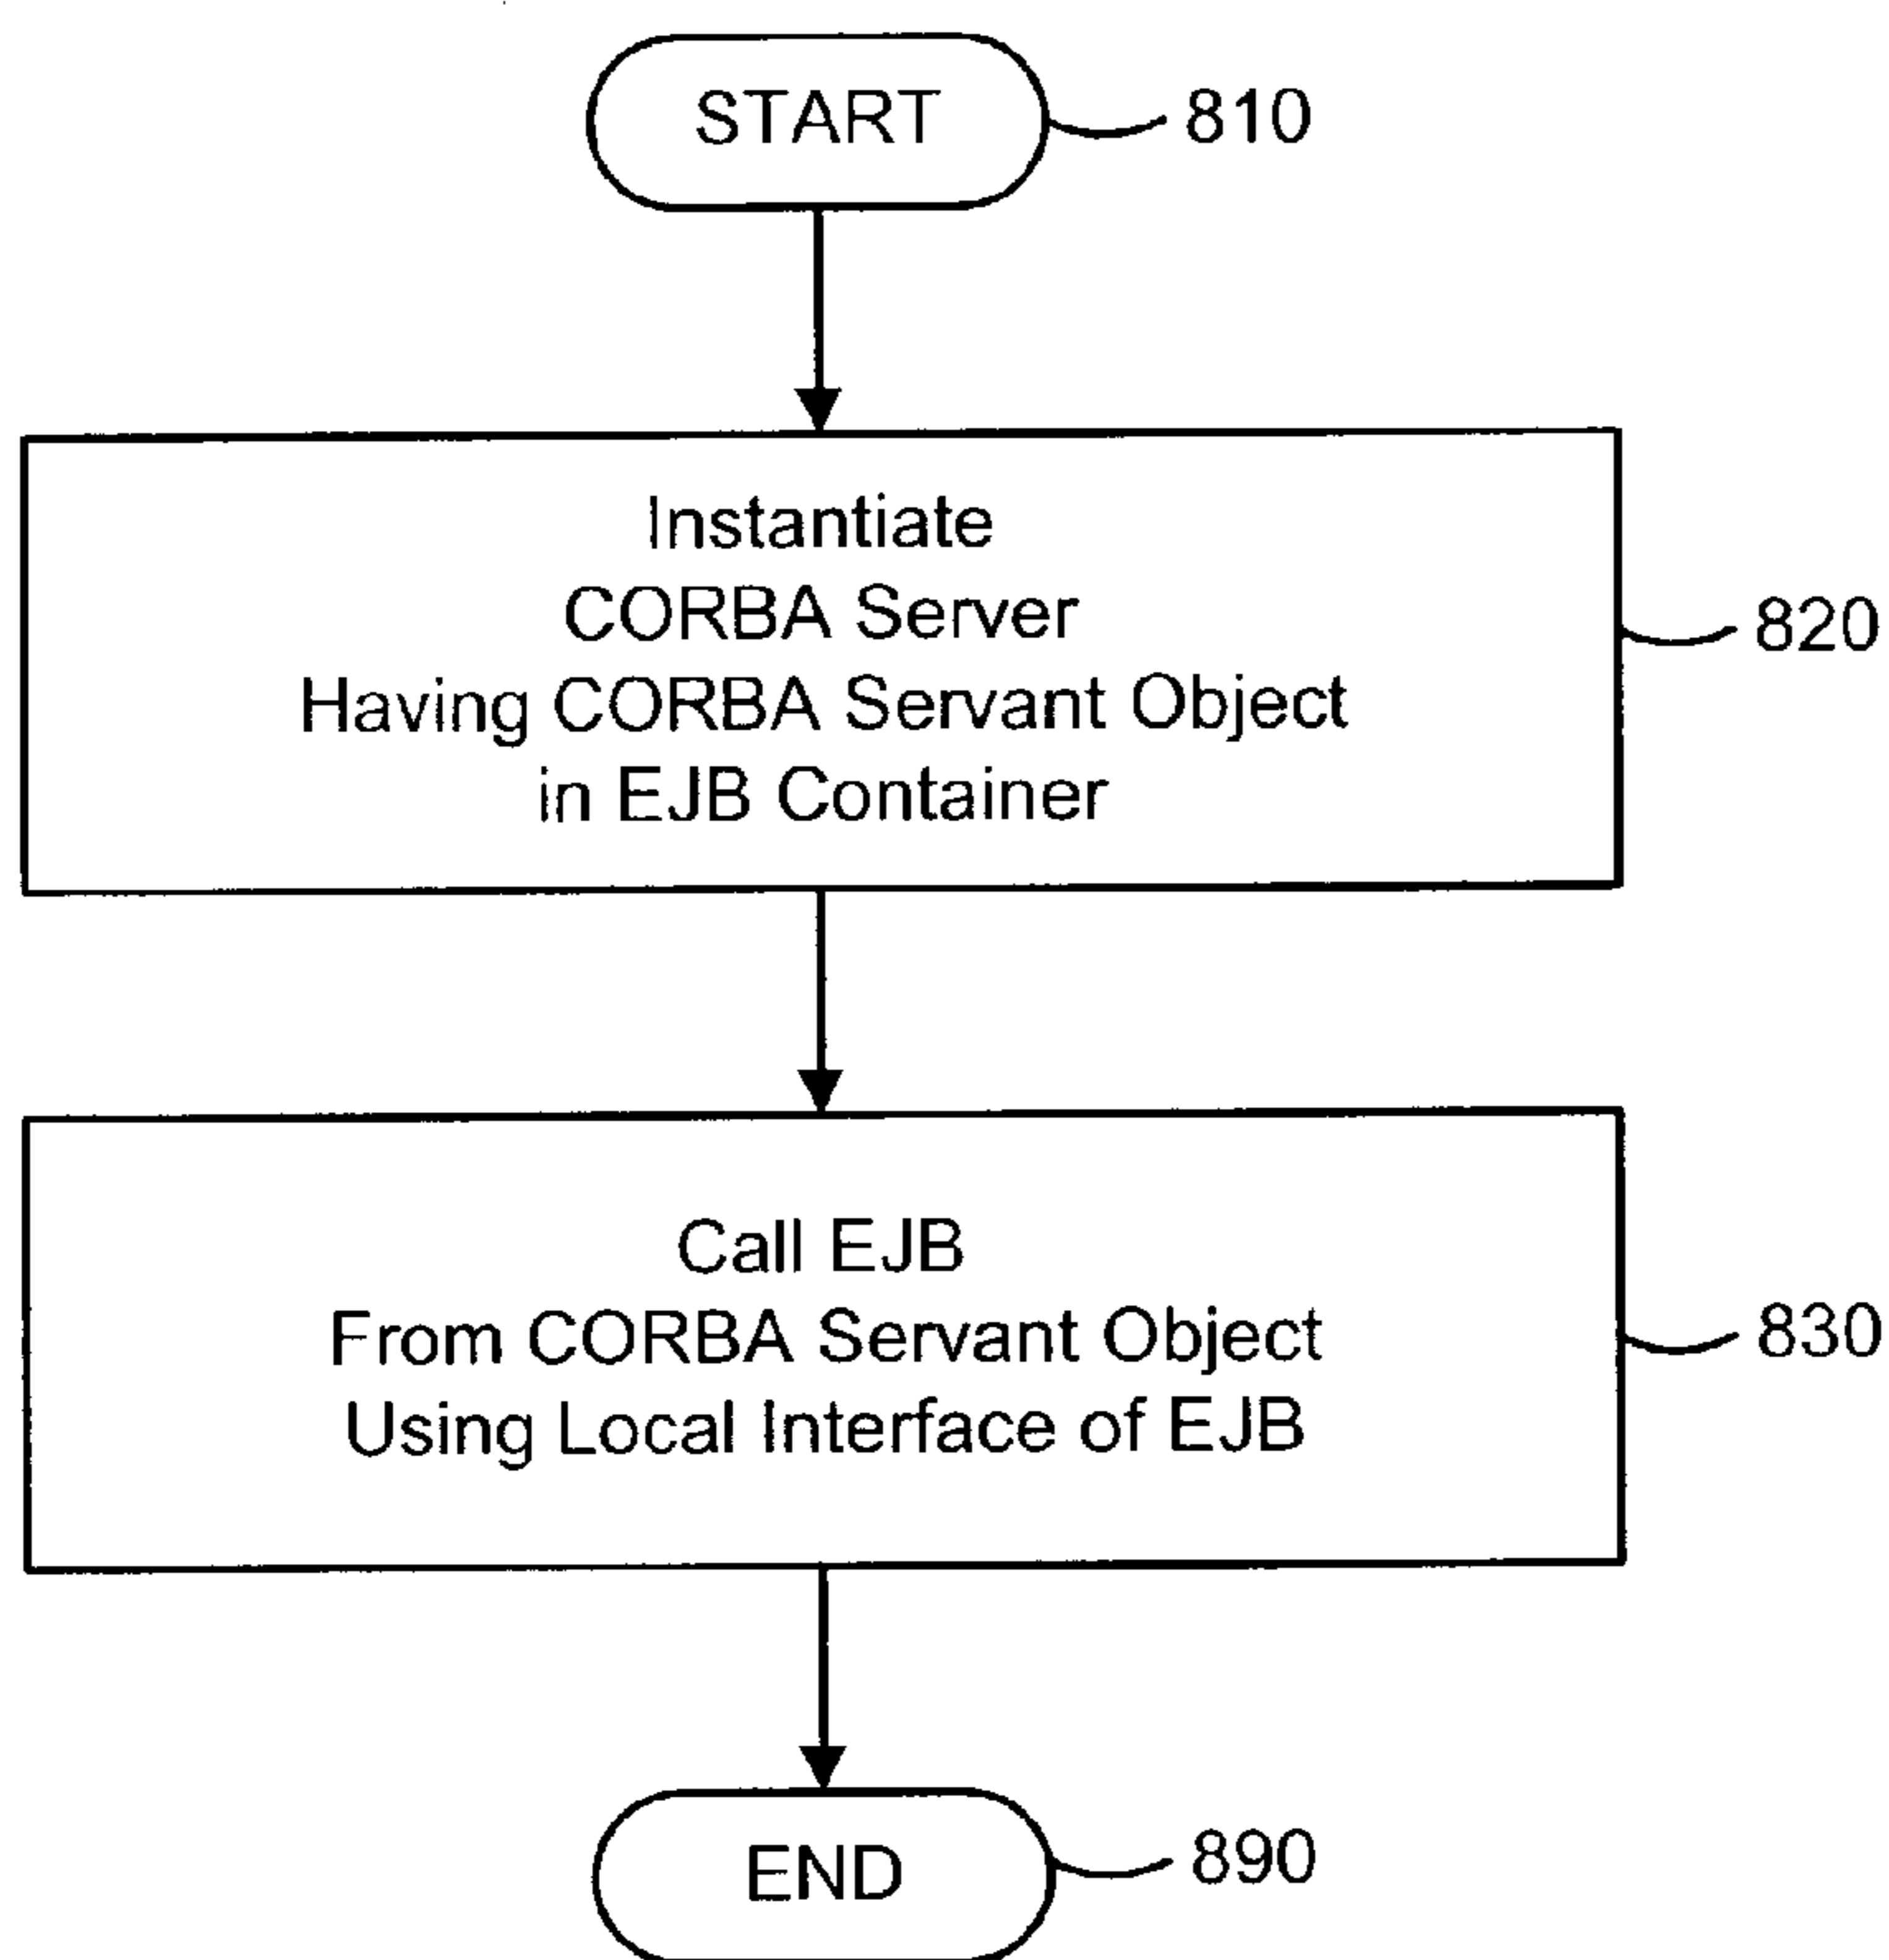 START
810
Instantiate
CORBA Server
Having CORBA Servant Object
in EJB Container
820
Call EJB
From CORBA Servant Object
Using Local Interface of EJB
830
END
890